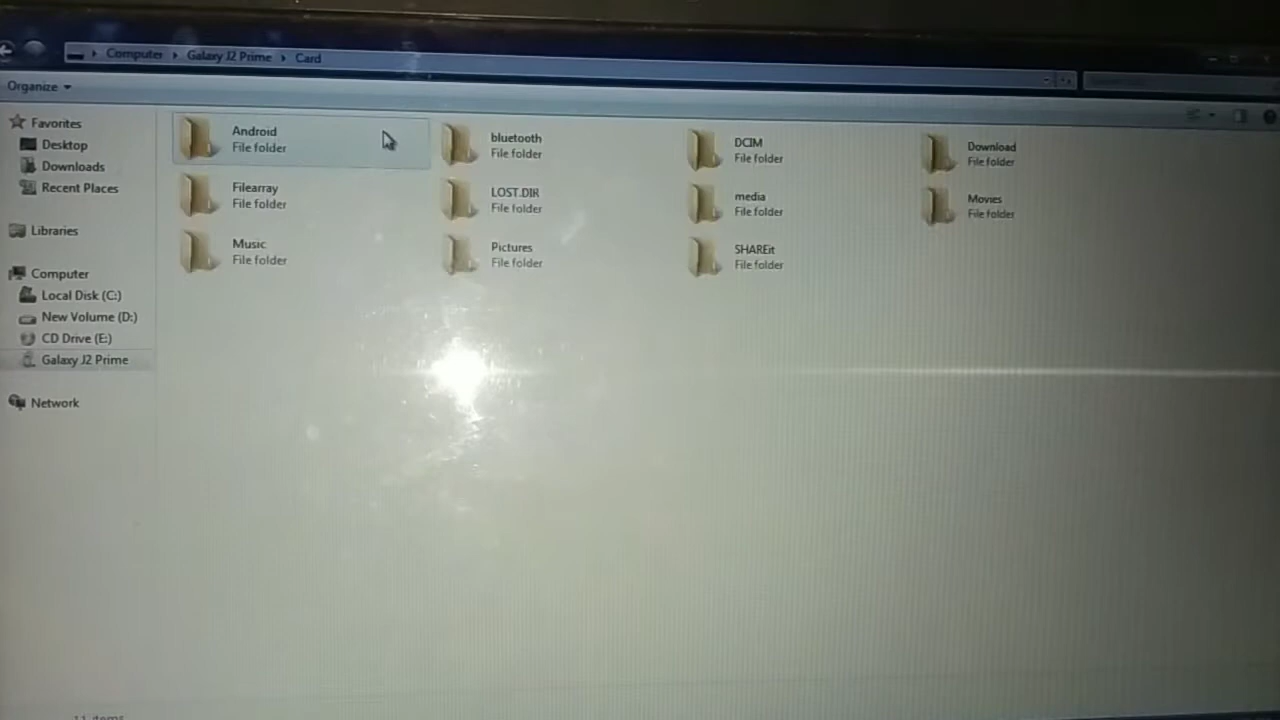 Computer Galaxy J2 Prime Card
Organize
Favorites
Desktop
Downloads
Recent Places
Libraries
Computer
Local Disk (C:)
New Volume (D:)
CD Drive (E:)
Galaxy J2 Prime
Network
Android
File folder
bluetooth
File folder
DCIM
File folder
Download
File folder
Filearray
File folder
LOST.DIR
File folder
media
File folder
Movies
File folder
Music
File folder
Pictures
File folder
SHAREit
File folder
11 items